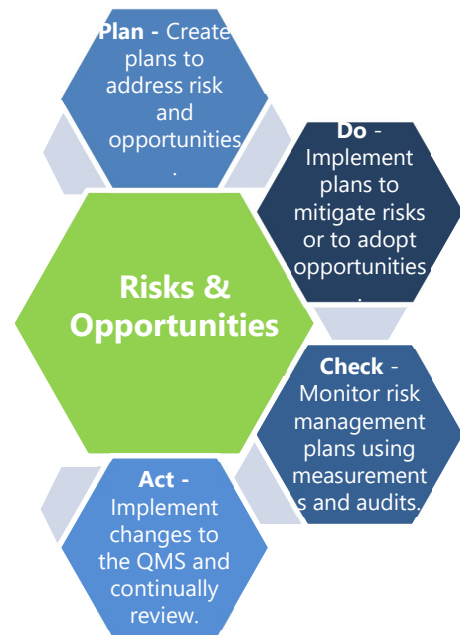 Plan - Create
plans to
address risk
and
opportunities
.
Do -
Implement
plans to
mitigate risks
or to adopt
opportunities
.
Risks &
Opportunities
Check -
Monitor risk
management
plans using
measurement
s and audits.
Act -
Implement
changes to
the QMS and
continually
review.